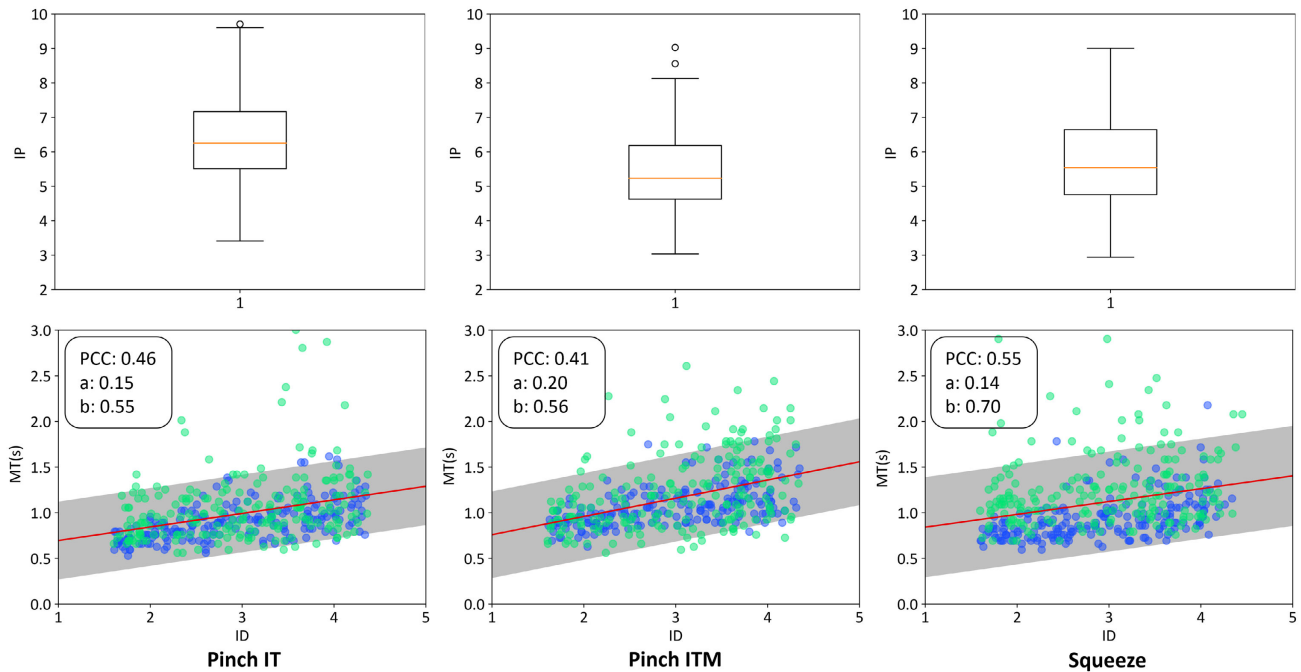 10
9
8
7
6
5
4
3
2
IP
1
10
9
8
7
6
5
4
3
2
IP
1
10
9
8
7
6
5
4
3
2
IP
1
3.0
2.5
2.0
1.5
1.0
0.5
0.0
MT(s)
PCC: 0.46
a: 0.15
b: 0.55
1 2 3 4 5
ID
Pinch IT
3.0
2.5
2.0
1.5
1.0
0.5
0.0
MT(s)
PCC: 0.41
a: 0.20
b: 0.56
1 2 3 4 5
ID
Pinch ITM
3.0
2.5
2.0
1.5
1.0
0.5
0.0
MT(s)
PCC: 0.55
a: 0.14
b: 0.70
1 2 3 4 5
ID
Squeeze